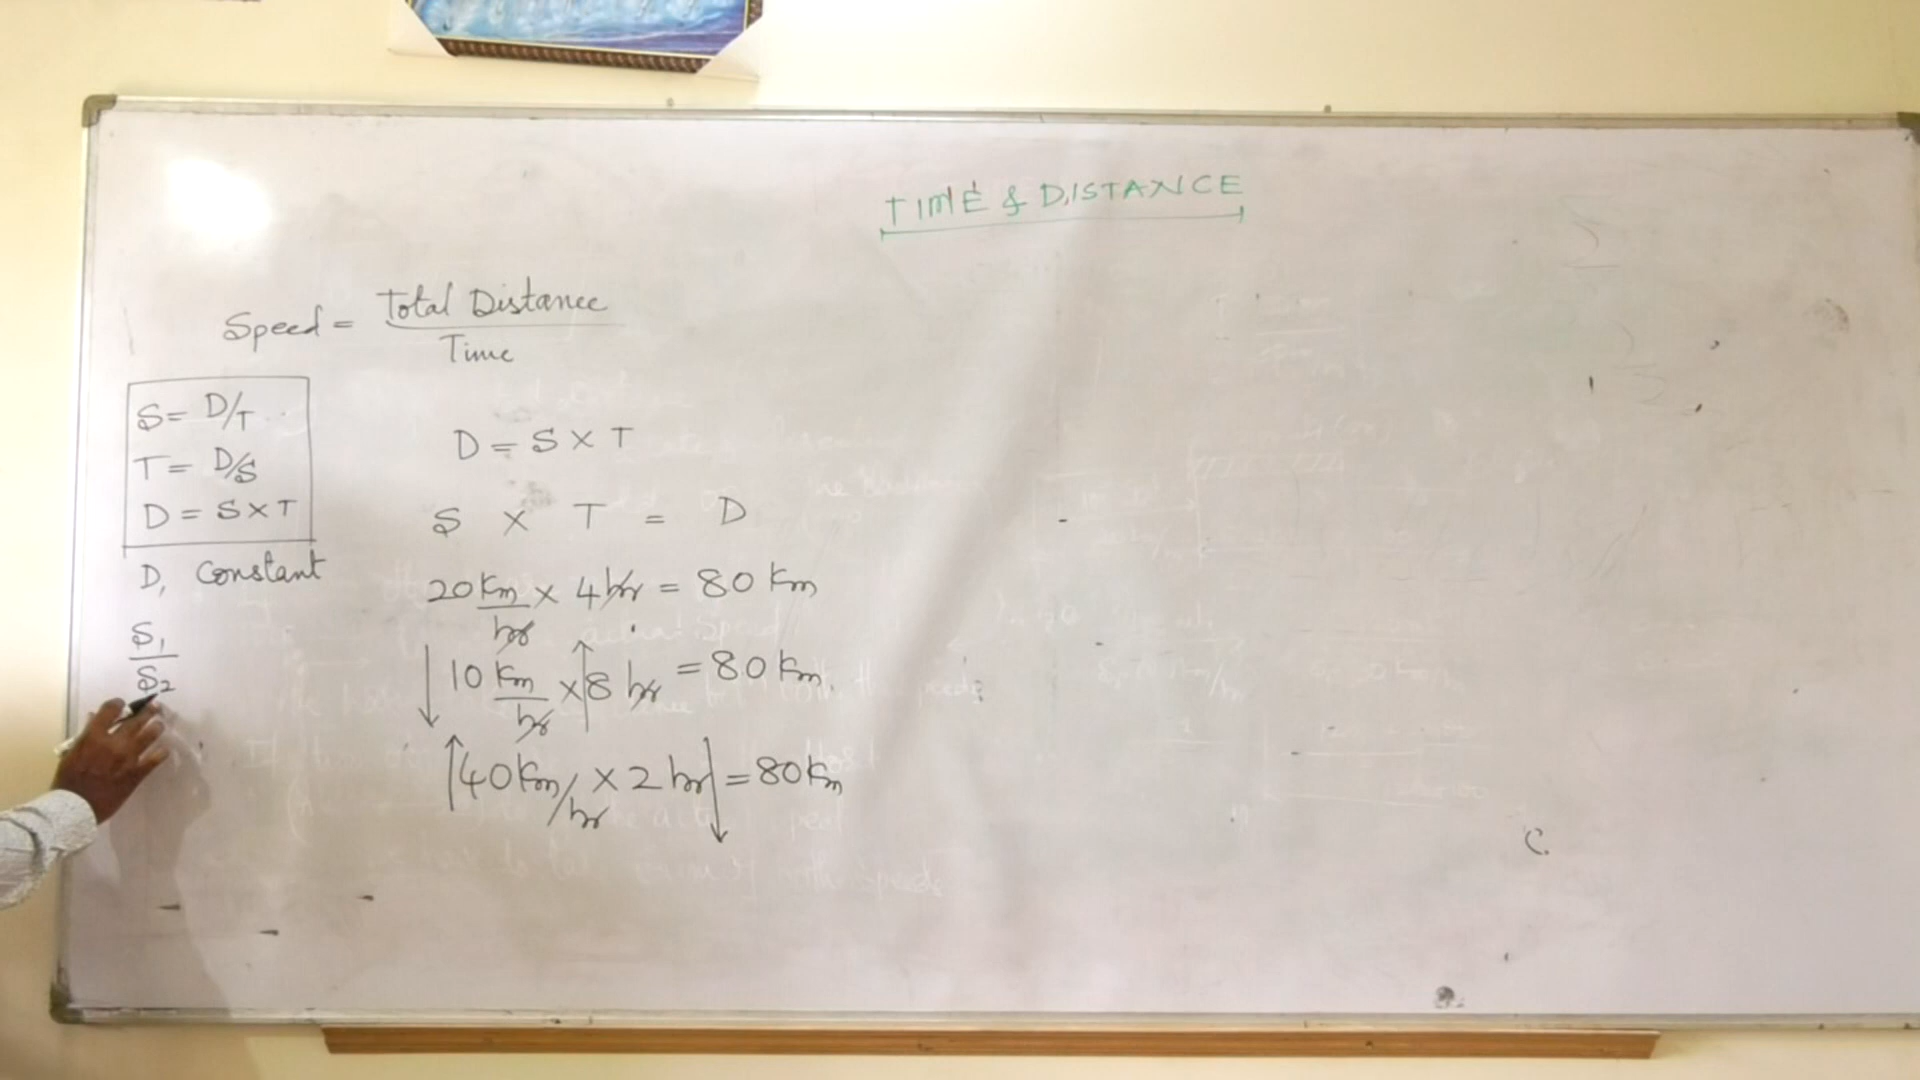 TIME & DISTANCE
Speed = Total Distance / Time
S = D/T
T = D/S
D = S × T
D = S × T
S × T = D
D, Constant
20 Km/hr × 4 hr = 80 Km
10 Km/hr × 8 hr = 80 Km.
40 Km/hr × 2 hr = 80 Km
S₁
S₂